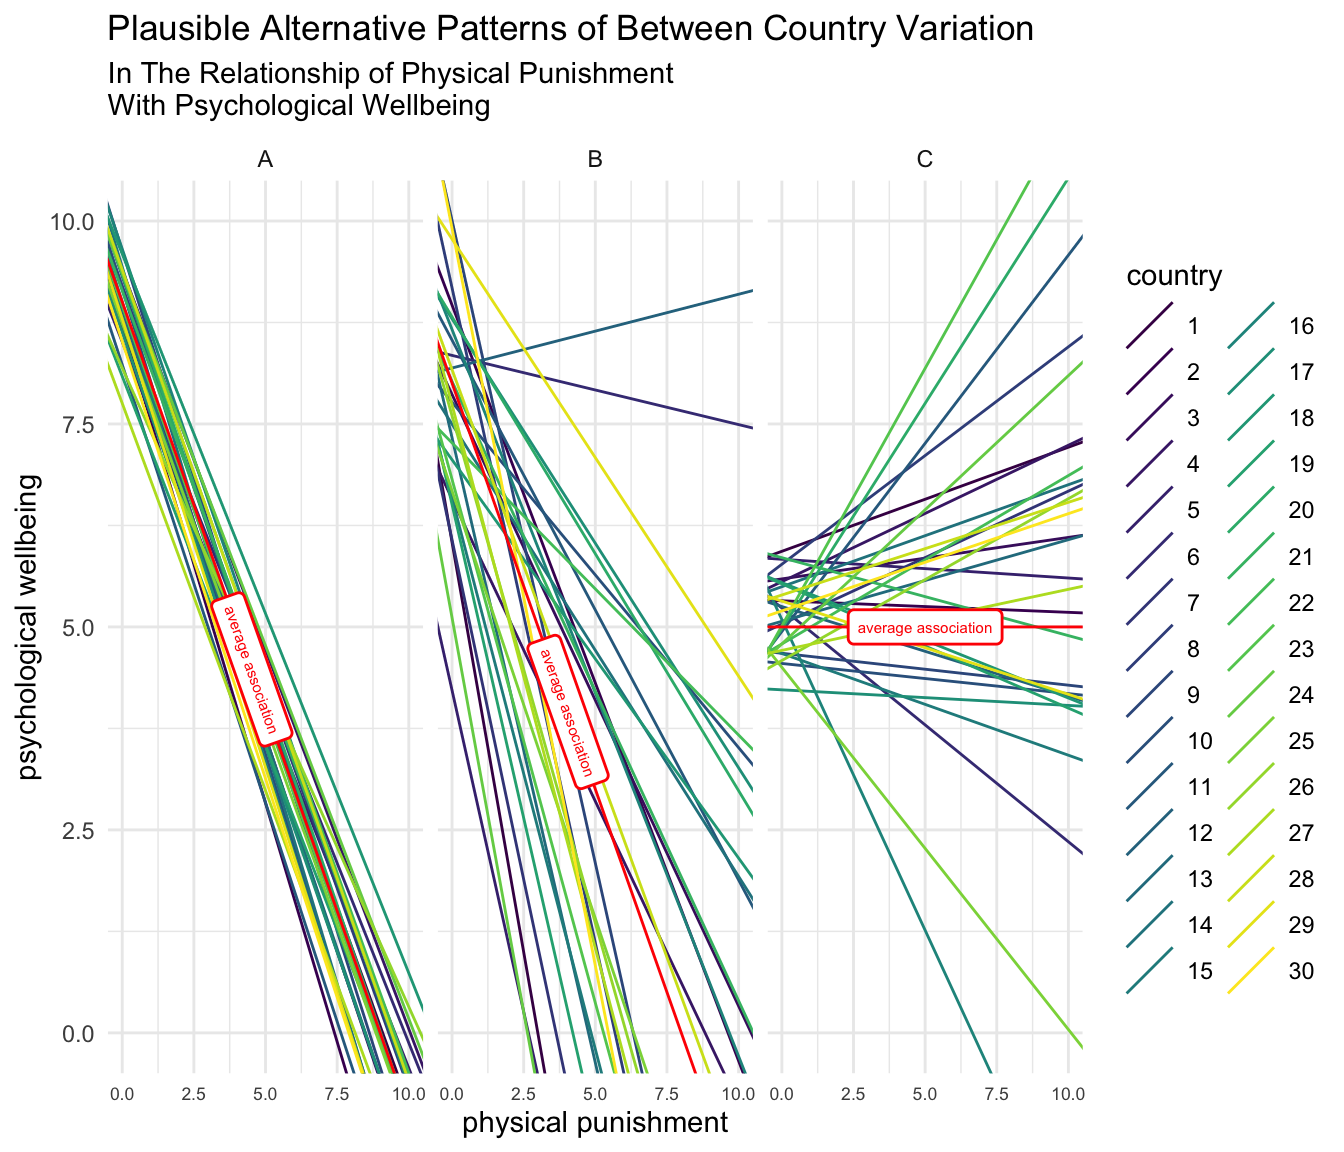 Plausible Alternative Patterns of Between Country Variation
In The Relationship of Physical Punishment
With Psychological Wellbeing
A
B
C
psychological wellbeing
10.0
7.5
5.0
2.5
0.0
average association
average association
average association
0.0 2.5 5.0 7.5 10.0
0.0 2.5 5.0 7.5 10.0
0.0 2.5 5.0 7.5 10.0
physical punishment
country
1
2
3
4
5
6
7
8
9
10
11
12
13
14
15
16
17
18
19
20
21
22
23
24
25
26
27
28
29
30